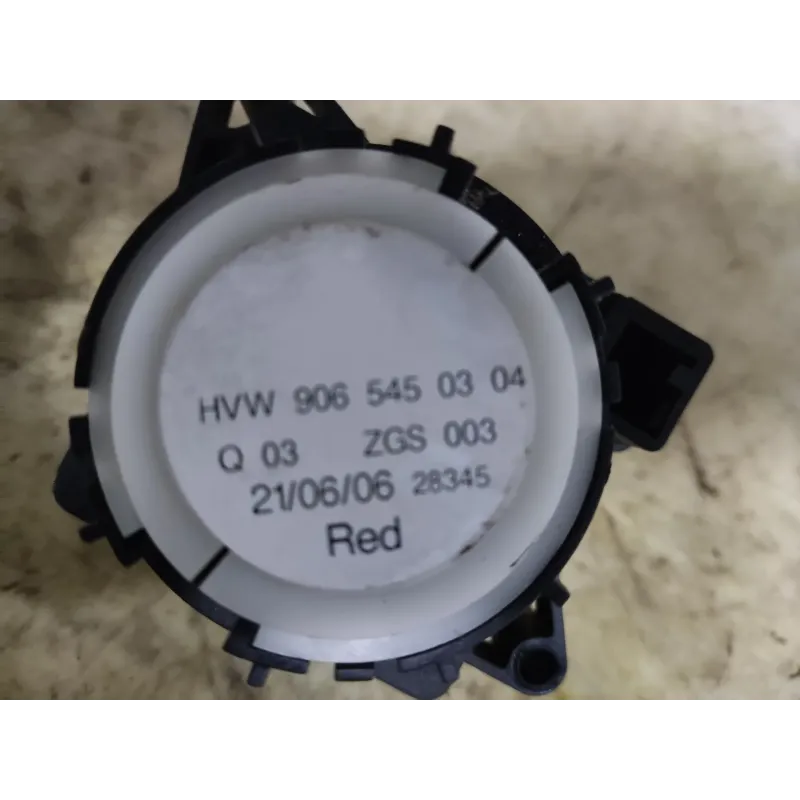 HVW 906 545 03 04
Q 03 ZGS 003
21/06/06 28345
Red